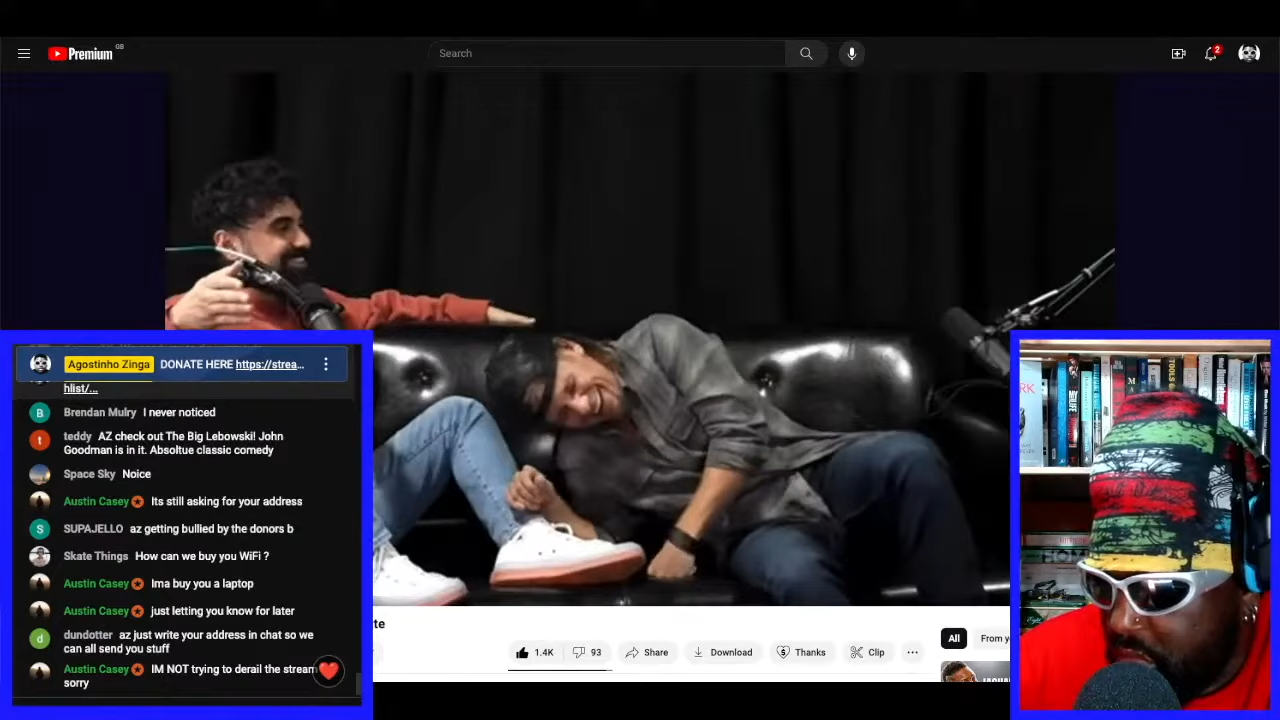 Premium GB
Search
2
Agostinho Zinga DONATE HERE https://strea...
hlist/...
Brendan Mulry I never noticed
teddy AZ check out The Big Lebowski! John
Goodman is in it. Absoltue classic comedy
Space Sky Noice
Austin Casey Its still asking for your address
SUPAJELLO az getting bullied by the donors b
Skate Things How can we buy you WiFi ?
Austin Casey Ima buy you a laptop
Austin Casey just letting you know for later
dundotter az just write your address in chat so we
can all send you stuff
Austin Casey IM NOT trying to derail the stream
sorry
te
1.4K
93
Share
Download
Thanks
Clip
All
From y